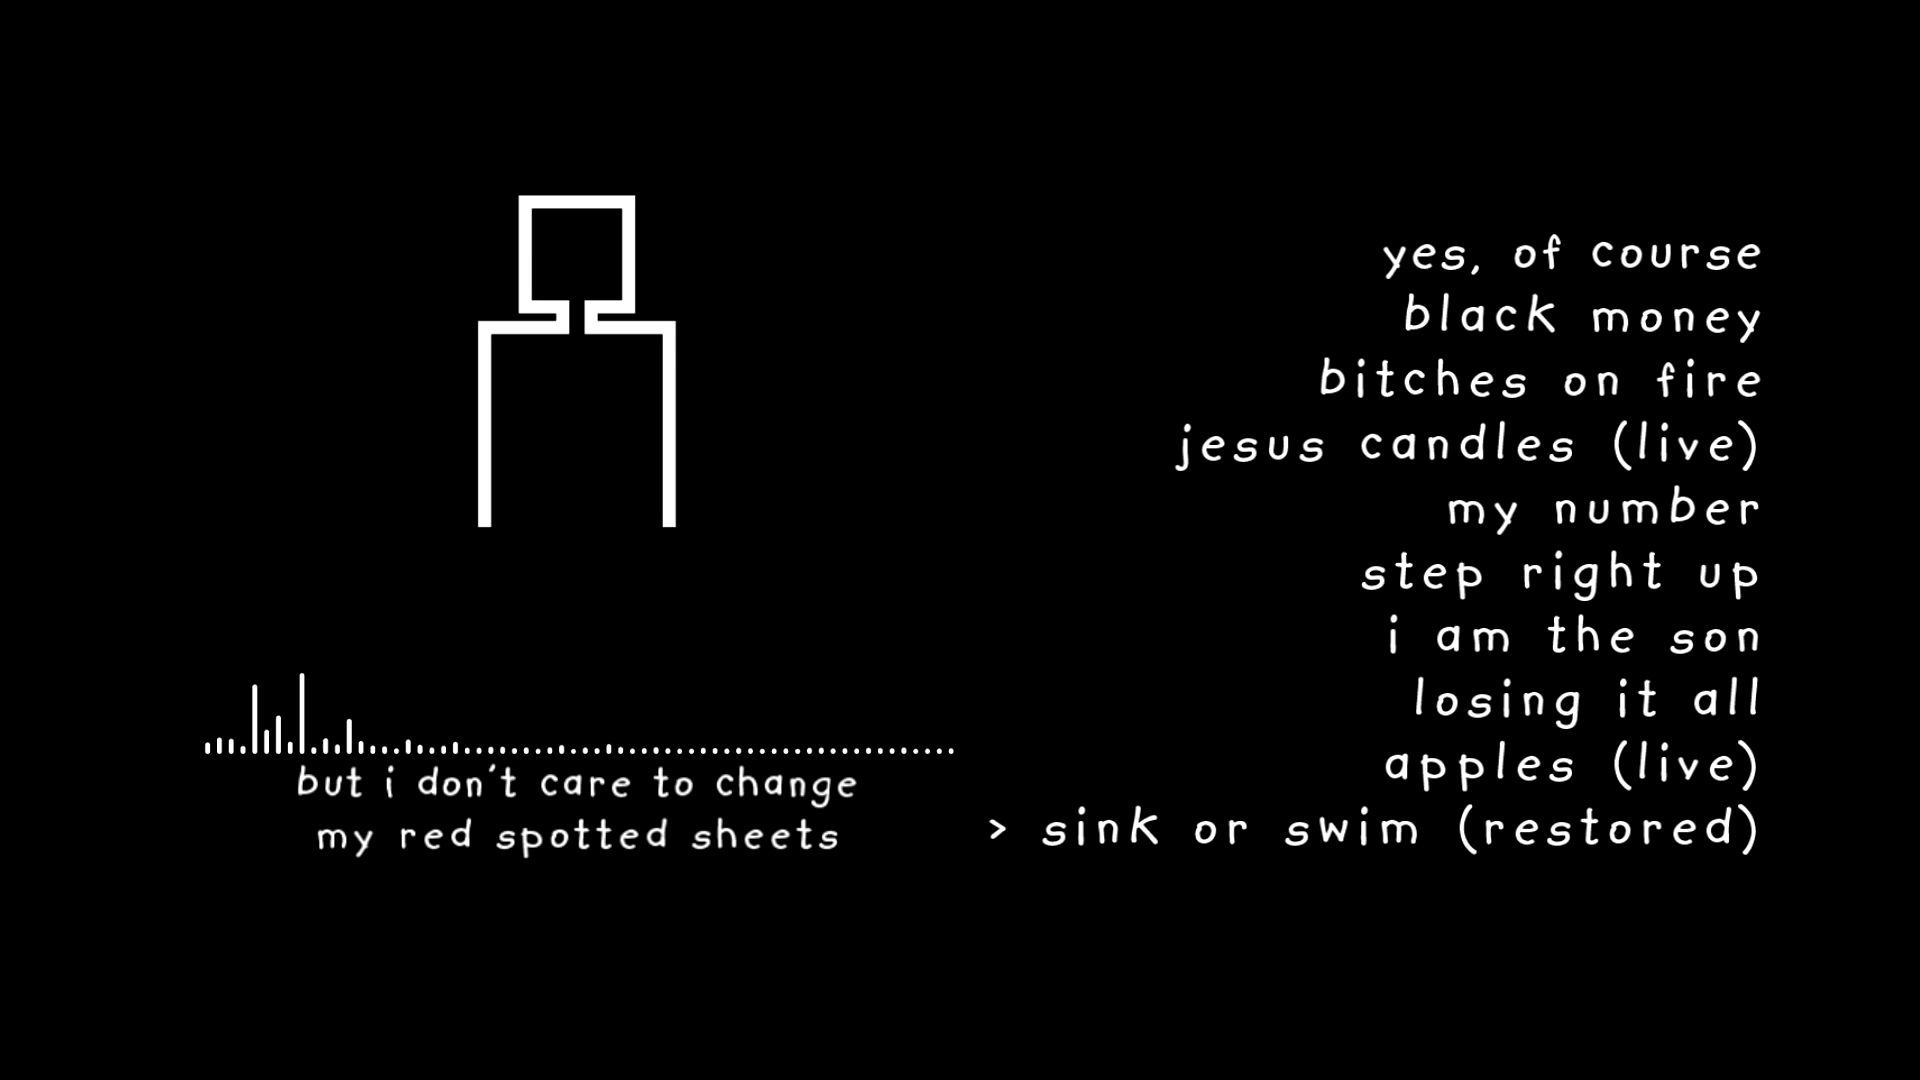 yes, of course
black money
bitches on fire
jesus candles (live)
my number
step right up
i am the son
losing it all
apples (live)
> sink or swim (restored)
but i don't care to change
my red spotted sheets